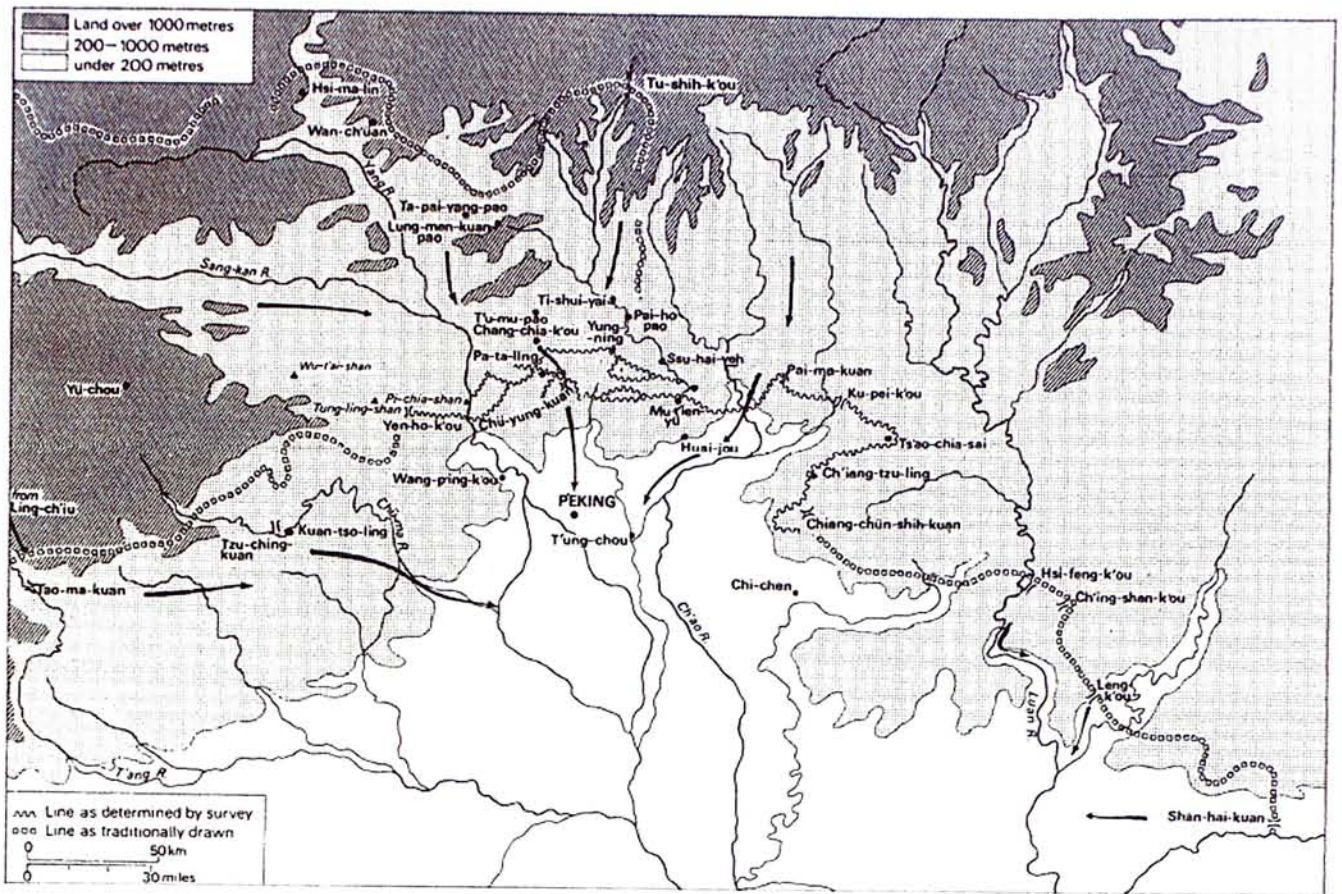 Land over 1000 metres
200–1000 metres
under 200 metres
Hsi-ma-lin
Tu-shih-k'ou
Wan-ch'uan
Yang R.
Ta-pai-yang-pao
Lung-men-kuan-
pao
Sang-kan R.
Ti-shui-yai
T'u-mu-pao
Pai-ho
pao
Chang-chia-k'ou
Yung-
-ning
Pa-ta-ling
Ssu-hai-yeh
Wu-t'ai-shan
Pai-ma-kuan
Yü-chou
Pi-chia-shan
Ku-pei-k'ou
Tung-ling-shan
Chü-yung-kuan
Mu-t'ien-
yü
Yen-ho-k'ou
Huai-jou
Ts'ao-chia-sai
Wang-p'ing-k'ou
Ch'iang-tzu-ling
from
Ling-ch'iu
PEKING
Chü-ma R.
Chiang-chün-shih-kuan
Kuan-tso-ling
T'ung-chou
Tzu-ching-
kuan
Hsi-feng-k'ou
Tao-ma-kuan
Chi-chen
Ch'ing-shan-k'ou
Ch'ao R.
Leng-
k'ou
Luan R.
T'ang R.
Line as determined by survey
Line as traditionally drawn
Shan-hai-kuan
0 50 km
0 30 miles